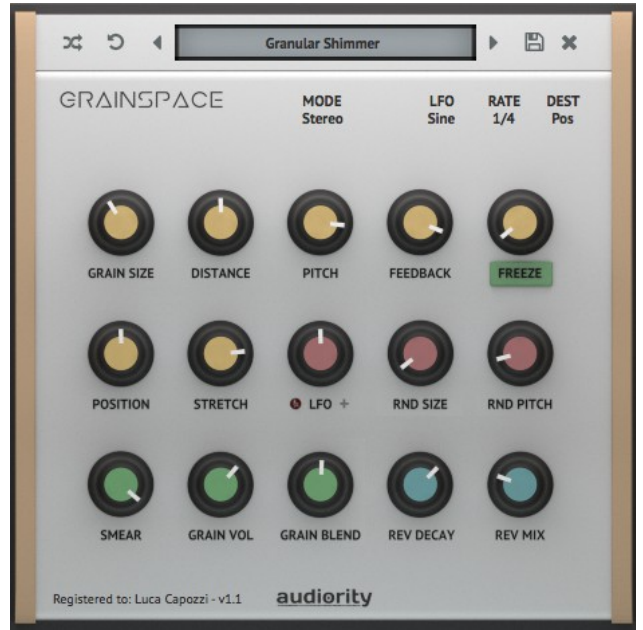 Granular Shimmer
GRAINSPACE
MODE LFO RATE DEST
Stereo Sine 1/4 Pos
GRAIN SIZE DISTANCE PITCH FEEDBACK FREEZE
POSITION STRETCH LFO + RND SIZE RND PITCH
SMEAR GRAIN VOL GRAIN BLEND REV DECAY REV MIX
Registered to: Luca Capozzi - v1.1 audiority